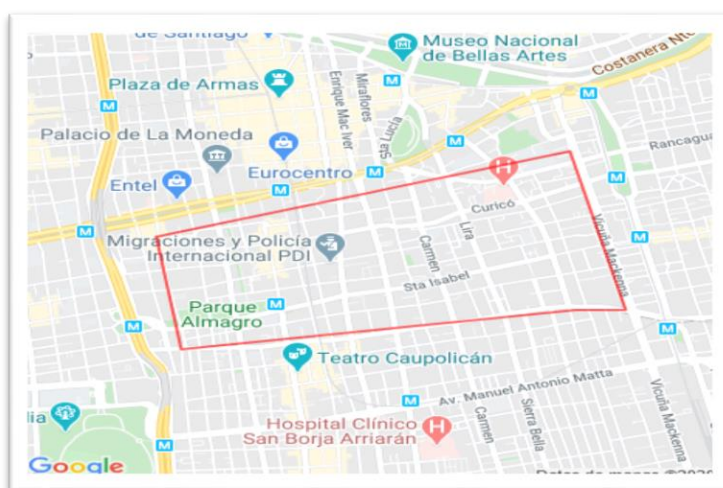 de Santiago
Museo Nacional
de Bellas Artes
Costanera Nte
Plaza de Armas
Enrique Mac Iver
Miraflores
Sta Lucía
Palacio de La Moneda
Eurocentro
Entel
Rancagua
H
Curicó
Migraciones y Policía
Internacional PDI
Carmen
Lira
Vicuña Mackenna
Sta Isabel
Parque
Almagro
Teatro Caupolicán
Av. Manuel Antonio Matta
Vicuña Mackenna
Carmen
Sierra Bella
Hospital Clínico
San Borja Arriarán
H
lia
Google
M
M
M
M
M
M
M
M
M
M
M
M